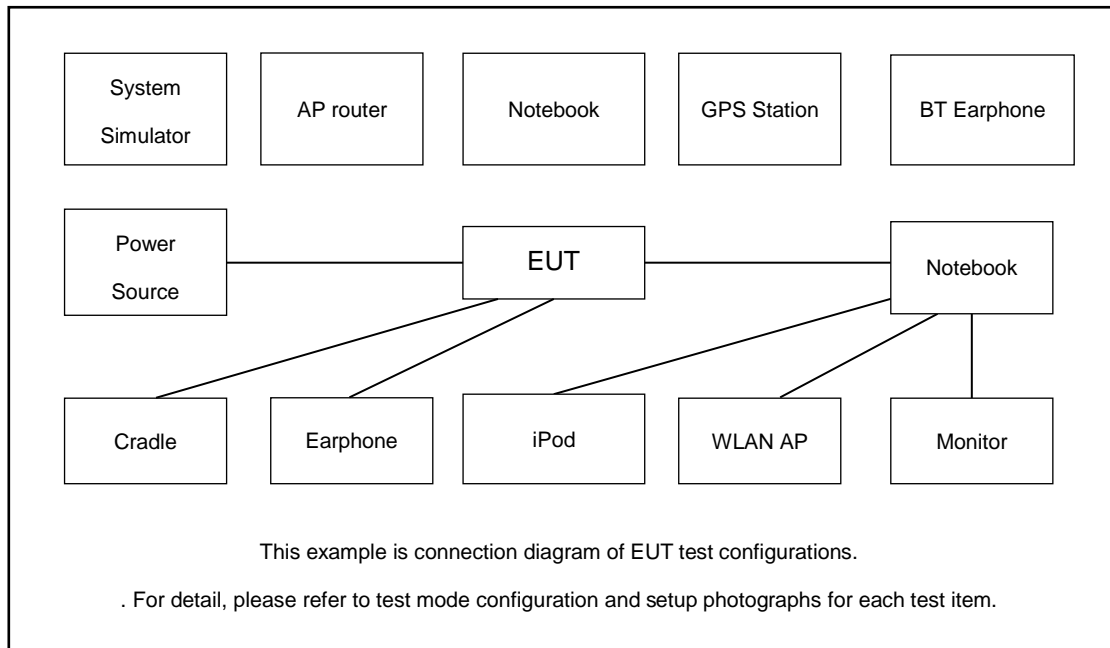 System
Simulator
AP router
Notebook
GPS Station
BT Earphone
Power
Source
EUT
Notebook
Cradle
Earphone
iPod
WLAN AP
Monitor
This example is connection diagram of EUT test configurations.
. For detail, please refer to test mode configuration and setup photographs for each test item.